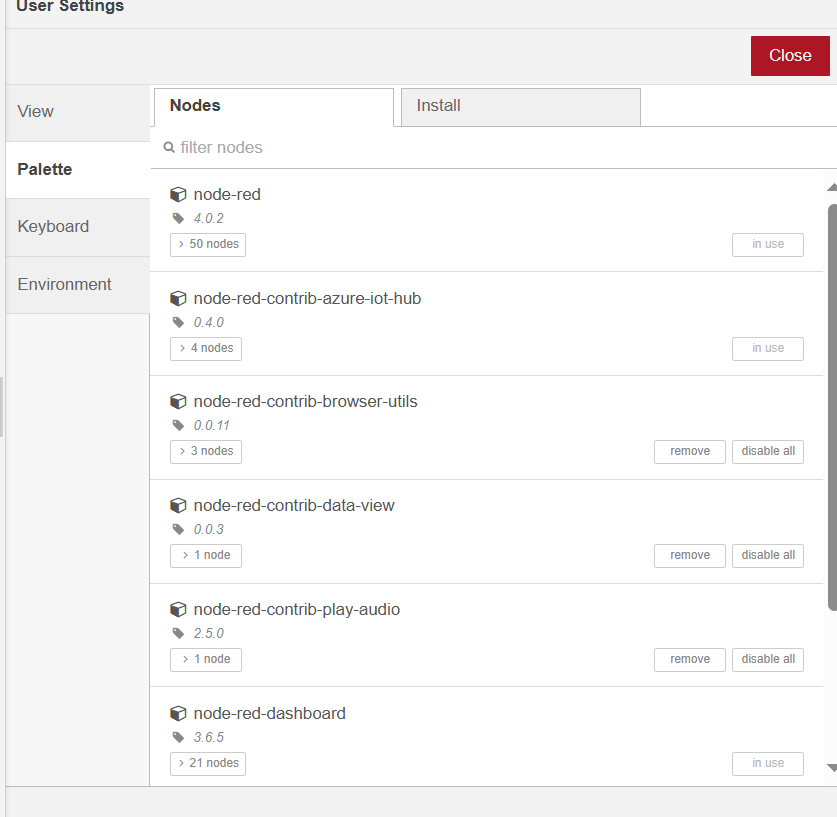 User Settings
Close
View
Palette
Keyboard
Environment
Nodes
Install
filter nodes
node-red
4.0.2
> 50 nodes
in use
node-red-contrib-azure-iot-hub
0.4.0
> 4 nodes
in use
node-red-contrib-browser-utils
0.0.11
> 3 nodes
remove
disable all
node-red-contrib-data-view
0.0.3
> 1 node
remove
disable all
node-red-contrib-play-audio
2.5.0
> 1 node
remove
disable all
node-red-dashboard
3.6.5
> 21 nodes
in use